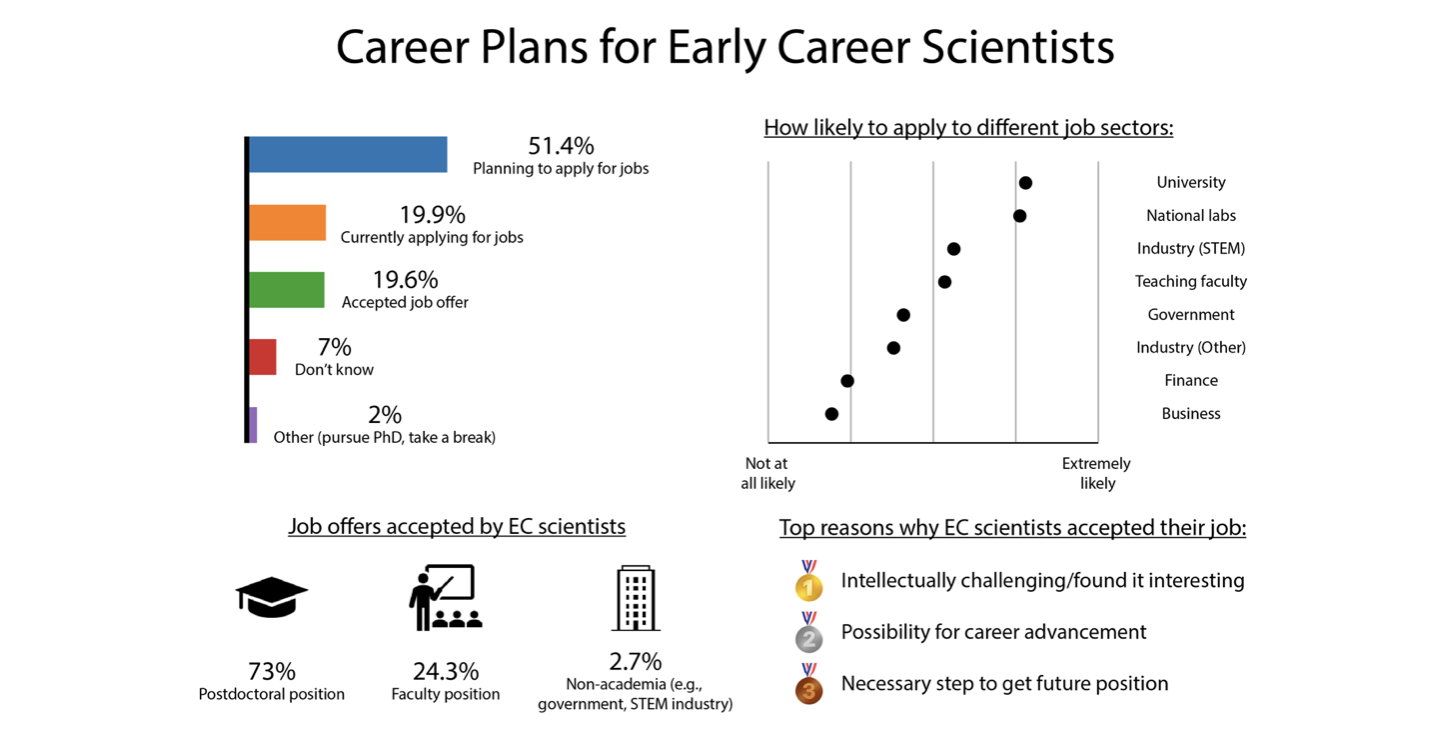 Career Plans for Early Career Scientists
51.4%
Planning to apply for jobs
19.9%
Currently applying for jobs
19.6%
Accepted job offer
7%
Don’t know
2%
Other (pursue PhD, take a break)
How likely to apply to different job sectors:
University
National labs
Industry (STEM)
Teaching faculty
Government
Industry (Other)
Finance
Business
Not at
all likely
Extremely
likely
Job offers accepted by EC scientists
73%
Postdoctoral position
24.3%
Faculty position
2.7%
Non-academia (e.g.,
government, STEM industry)
Top reasons why EC scientists accepted their job:
1 Intellectually challenging/found it interesting
2 Possibility for career advancement
3 Necessary step to get future position